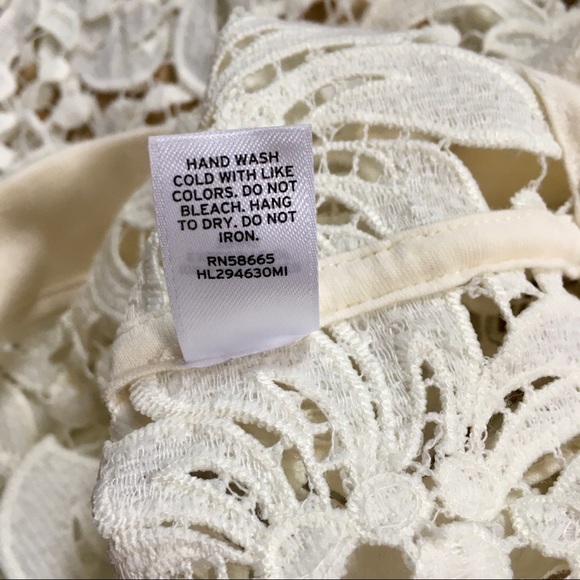 HAND WASH
COLD WITH LIKE
COLORS. DO NOT
BLEACH. HANG
TO DRY. DO NOT
IRON.
RN58665
HL294630MI